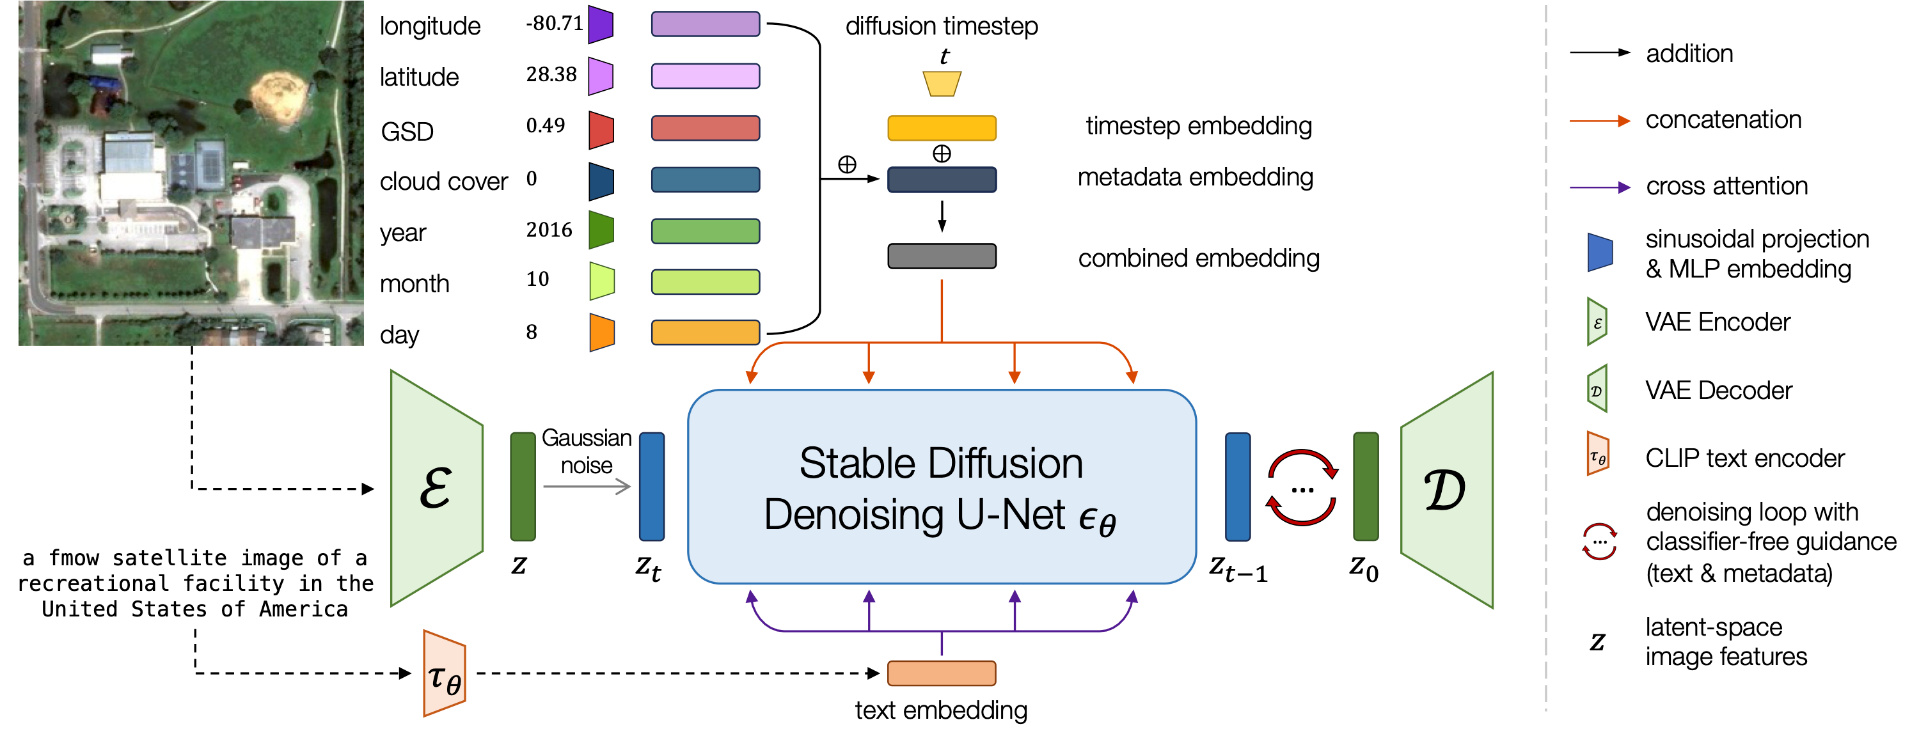 longitude -80.71
latitude 28.38
GSD 0.49
cloud cover 0
year 2016
month 10
day 8
diffusion timestep
t
⊕
timestep embedding
⊕
metadata embedding
combined embedding
ℰ
z
Gaussian
noise
z_t
Stable Diffusion
Denoising U-Net ϵ_θ
z_{t−1}
...
z_0
𝒟
a fmow satellite image of a
recreational facility in the
United States of America
τ_θ
text embedding
addition
concatenation
cross attention
sinusoidal projection
& MLP embedding
ℰ VAE Encoder
𝒟 VAE Decoder
τ_θ CLIP text encoder
denoising loop with
... classifier-free guidance
(text & metadata)
z latent-space
image features